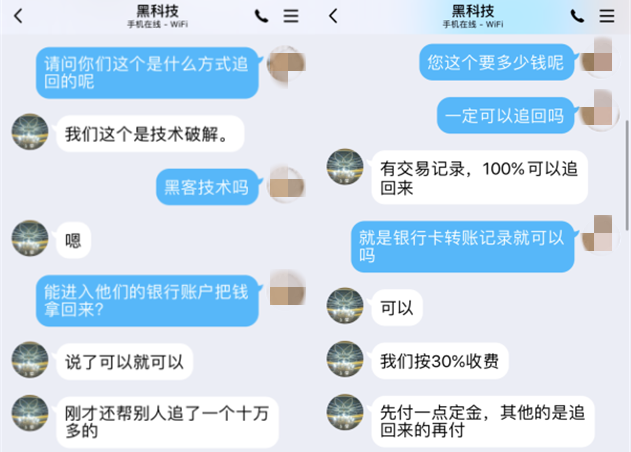 黑科技
手机在线 - WiFi
请问你们这个是什么方式追
回的呢
我们这个是技术破解。
黑客技术吗
嗯
能进入他们的银行账户把钱
拿回来?
说了可以就可以
刚才还帮别人追了一个十万
多的
黑科技
手机在线 - WiFi
您这个要多少钱呢
一定可以追回吗
有交易记录，100%可以追
回来
就是银行卡转账记录就可以
吗
可以
我们按30%收费
先付一点定金，其他的是追
回来的再付